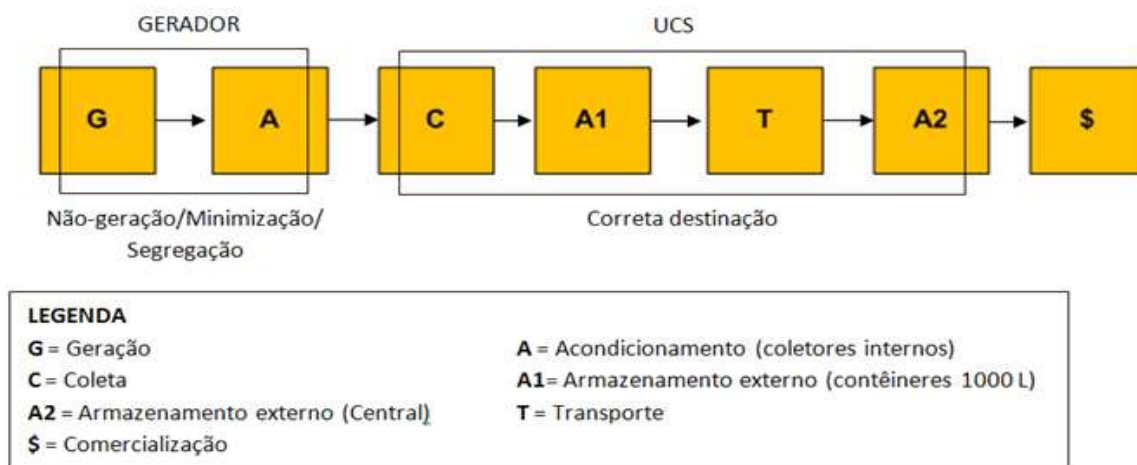 GERADOR
UCS
G
A
C
A1
T
A2
$
Não-geração/Minimização/
Segregação
Correta destinação
LEGENDA
G = Geração
A = Acondicionamento (coletores internos)
C = Coleta
A1= Armazenamento externo (contêineres 1000 L)
A2 = Armazenamento externo (Central)
T = Transporte
$ = Comercialização